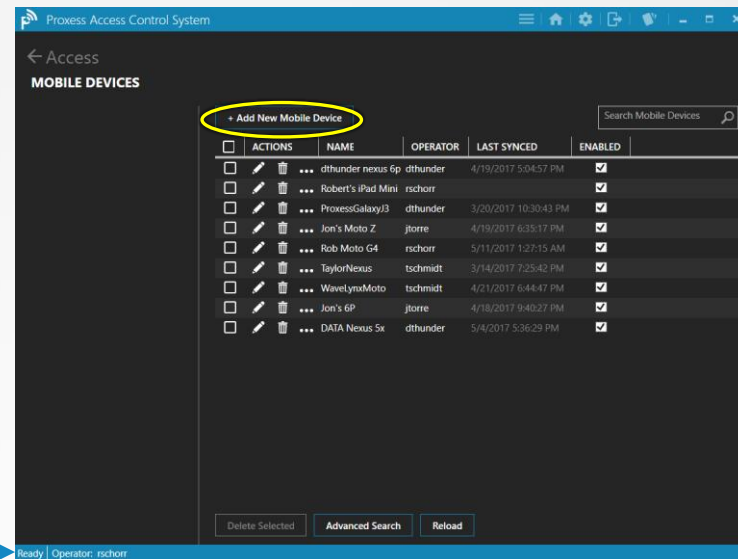 Proxess Access Control System
Access
MOBILE DEVICES
+ Add New Mobile Device
Search Mobile Devices
ACTIONS NAME OPERATOR LAST SYNCED ENABLED
... dthunder nexus 6p dthunder 4/19/2017 5:04:57 PM
... Robert's iPad Mini rschorr
... ProxessGalaxyJ3 dthunder 3/20/2017 10:30:43 PM
... Jon's Moto Z jtorre 4/19/2017 6:35:17 PM
... Rob Moto G4 rschorr 5/11/2017 1:27:15 AM
... TaylorNexus tschmidt 3/14/2017 7:25:42 PM
... WaveLynxMoto tschmidt 4/21/2017 6:44:47 PM
... Jon's 6P jtorre 4/18/2017 9:40:27 PM
... DATA Nexus 5x dthunder 5/4/2017 5:36:29 PM
Delete Selected Advanced Search Reload
Ready Operator: rschorr